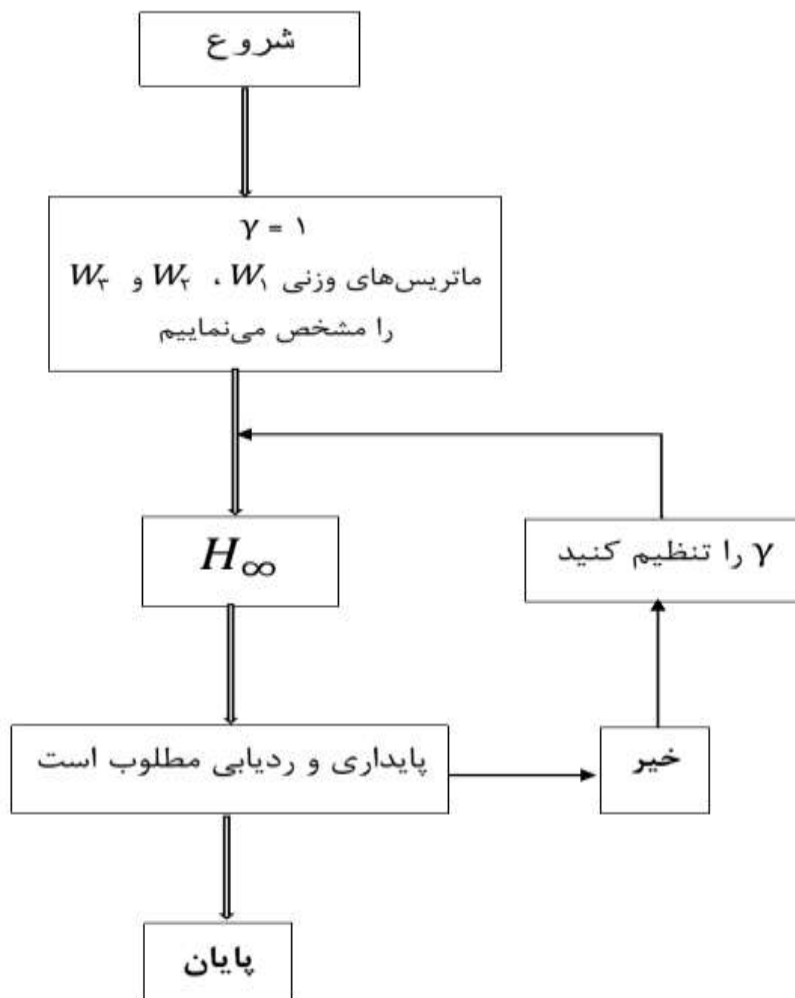 شروع
γ = ۱
ماتریس‌های وزنی W۱ ، W۲ و W۳
را مشخص می‌نماییم
H∞
γ را تنظیم کنید
پایداری و ردیابی مطلوب است
خیر
پایان